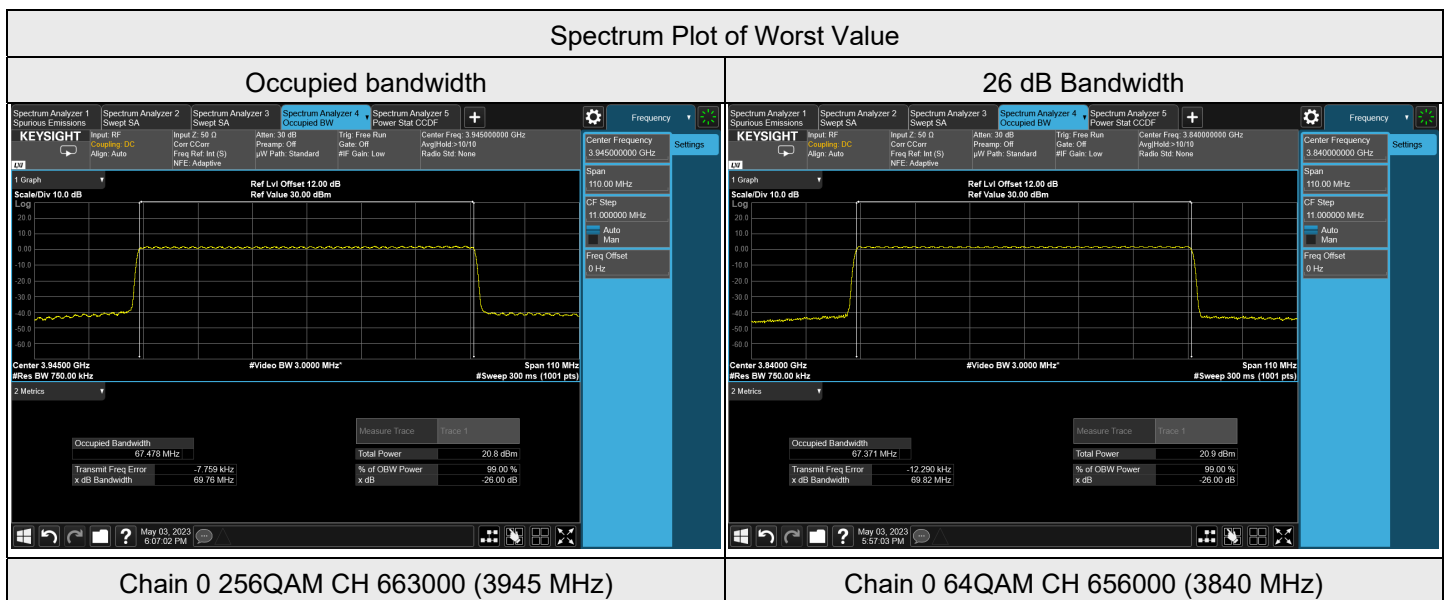 Spectrum Plot of Worst Value
Occupied bandwidth
Spectrum Analyzer 1 Spurious Emissions
Spectrum Analyzer 2 Swept SA
Spectrum Analyzer 3 Swept SA
Spectrum Analyzer 4 Occupied BW
Spectrum Analyzer 5 Power Stat CCDF
+
Frequency
KEYSIGHT
LXI
Input: RF
Coupling: DC
Align: Auto
Input Z: 50 Ω
Corr CCorr
Freq Ref: Int (S)
NFE: Adaptive
Atten: 30 dB
Preamp: Off
µW Path: Standard
Trig: Free Run
Gate: Off
#IF Gain: Low
Center Freq: 3.945000000 GHz
Avg|Hold:>10/10
Radio Std: None
Center Frequency
3.945000000 GHz
Settings
Span
110.00 MHz
CF Step
11.000000 MHz
Auto
Man
Freq Offset
0 Hz
1 Graph
Scale/Div 10.0 dB
Ref Lvl Offset 12.00 dB
Ref Value 30.00 dBm
Log
20.0
10.0
0.00
-10.0
-20.0
-30.0
-40.0
-50.0
-60.0
Center 3.94500 GHz
#Res BW 750.00 kHz
#Video BW 3.0000 MHz*
Span 110 MHz
#Sweep 300 ms (1001 pts)
2 Metrics
Measure Trace Trace 1
Occupied Bandwidth
67.478 MHz
Total Power 20.8 dBm
Transmit Freq Error -7.759 kHz
% of OBW Power 99.00 %
x dB Bandwidth 69.76 MHz
x dB -26.00 dB
?
May 03, 2023
6:07:02 PM
Chain 0 256QAM CH 663000 (3945 MHz)
26 dB Bandwidth
Spectrum Analyzer 1 Spurious Emissions
Spectrum Analyzer 2 Swept SA
Spectrum Analyzer 3 Swept SA
Spectrum Analyzer 4 Occupied BW
Spectrum Analyzer 5 Power Stat CCDF
+
Frequency
KEYSIGHT
LXI
Input: RF
Coupling: DC
Align: Auto
Input Z: 50 Ω
Corr CCorr
Freq Ref: Int (S)
NFE: Adaptive
Atten: 30 dB
Preamp: Off
µW Path: Standard
Trig: Free Run
Gate: Off
#IF Gain: Low
Center Freq: 3.840000000 GHz
Avg|Hold:>10/10
Radio Std: None
Center Frequency
3.840000000 GHz
Settings
Span
110.00 MHz
CF Step
11.000000 MHz
Auto
Man
Freq Offset
0 Hz
1 Graph
Scale/Div 10.0 dB
Ref Lvl Offset 12.00 dB
Ref Value 30.00 dBm
Log
20.0
10.0
0.00
-10.0
-20.0
-30.0
-40.0
-50.0
-60.0
Center 3.84000 GHz
#Res BW 750.00 kHz
#Video BW 3.0000 MHz*
Span 110 MHz
#Sweep 300 ms (1001 pts)
2 Metrics
Measure Trace Trace 1
Occupied Bandwidth
67.371 MHz
Total Power 20.9 dBm
Transmit Freq Error -12.290 kHz
% of OBW Power 99.00 %
x dB Bandwidth 69.82 MHz
x dB -26.00 dB
?
May 03, 2023
5:57:03 PM
Chain 0 64QAM CH 656000 (3840 MHz)